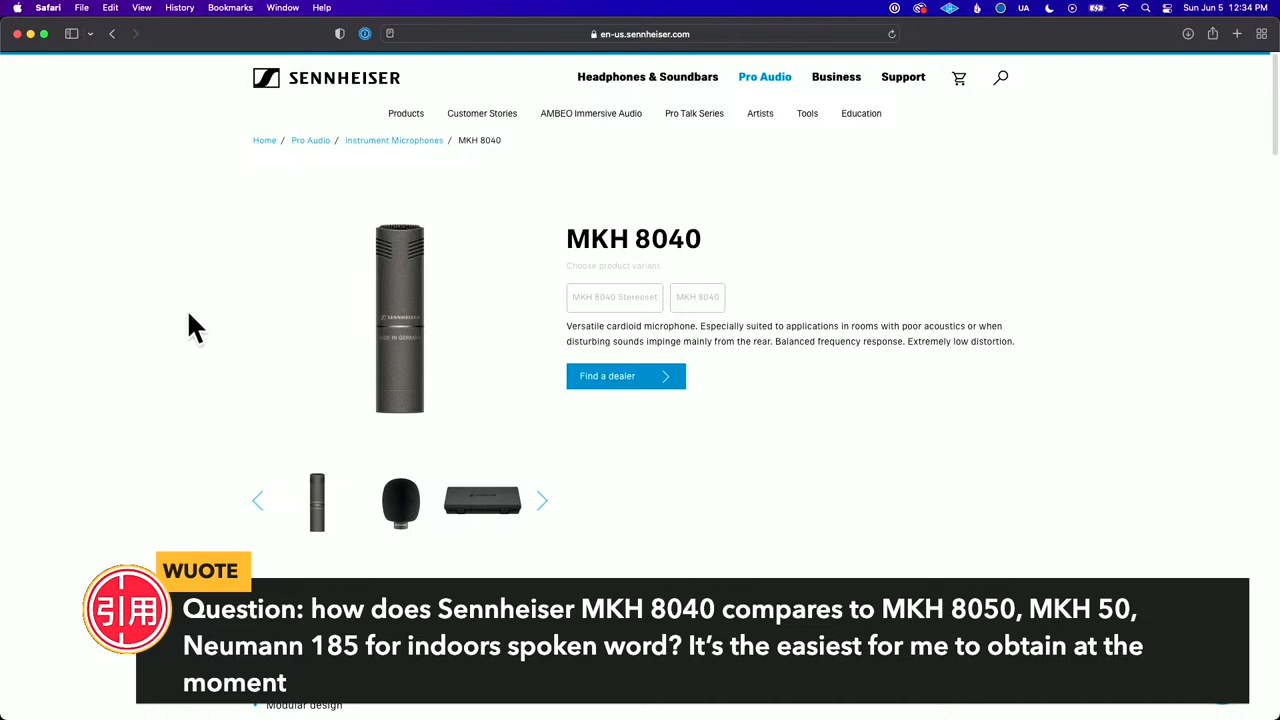 Safari File Edit View History Bookmarks Window Help UA Sun Jun 5 12:34 PM
en-us.sennheiser.com
SENNHEISER Headphones & Soundbars Pro Audio Business Support
Products Customer Stories AMBEO Immersive Audio Pro Talk Series Artists Tools Education
Home / Pro Audio / Instrument Microphones / MKH 8040
MKH 8040
Choose product variant
MKH 8040 Stereoset MKH 8040
SENNHEISER
MADE IN GERMANY
Versatile cardioid microphone. Especially suited to applications in rooms with poor acoustics or when
disturbing sounds impinge mainly from the rear. Balanced frequency response. Extremely low distortion.
Find a dealer
WUOTE
引用
Question: how does Sennheiser MKH 8040 compares to MKH 8050, MKH 50,
Neumann 185 for indoors spoken word? It's the easiest for me to obtain at the
moment
Modular design